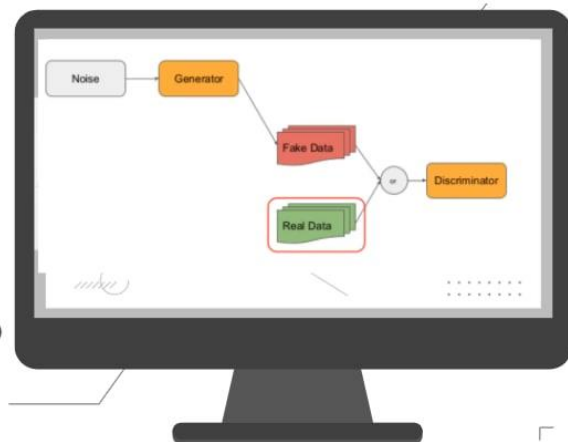 Noise
Generator
Fake Data
or
Discriminator
Real Data